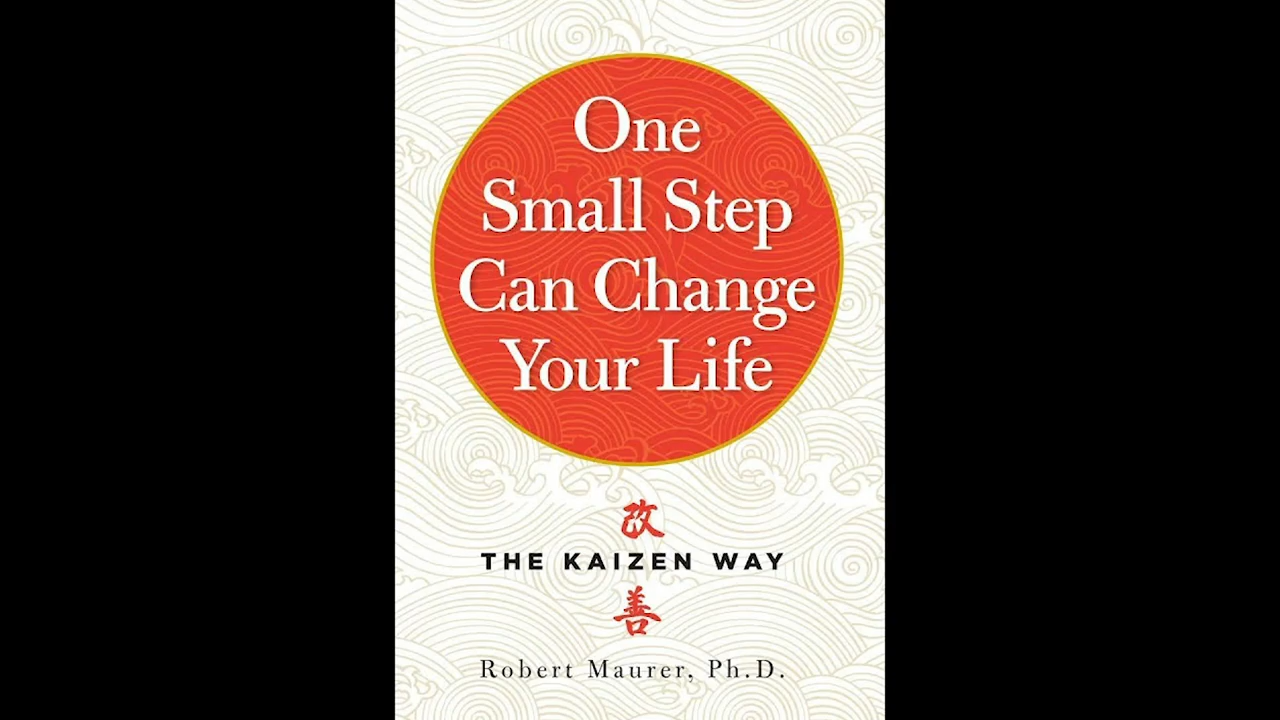 One
Small Step
Can Change
Your Life
改
THE KAIZEN WAY
善
Robert Maurer, Ph.D.